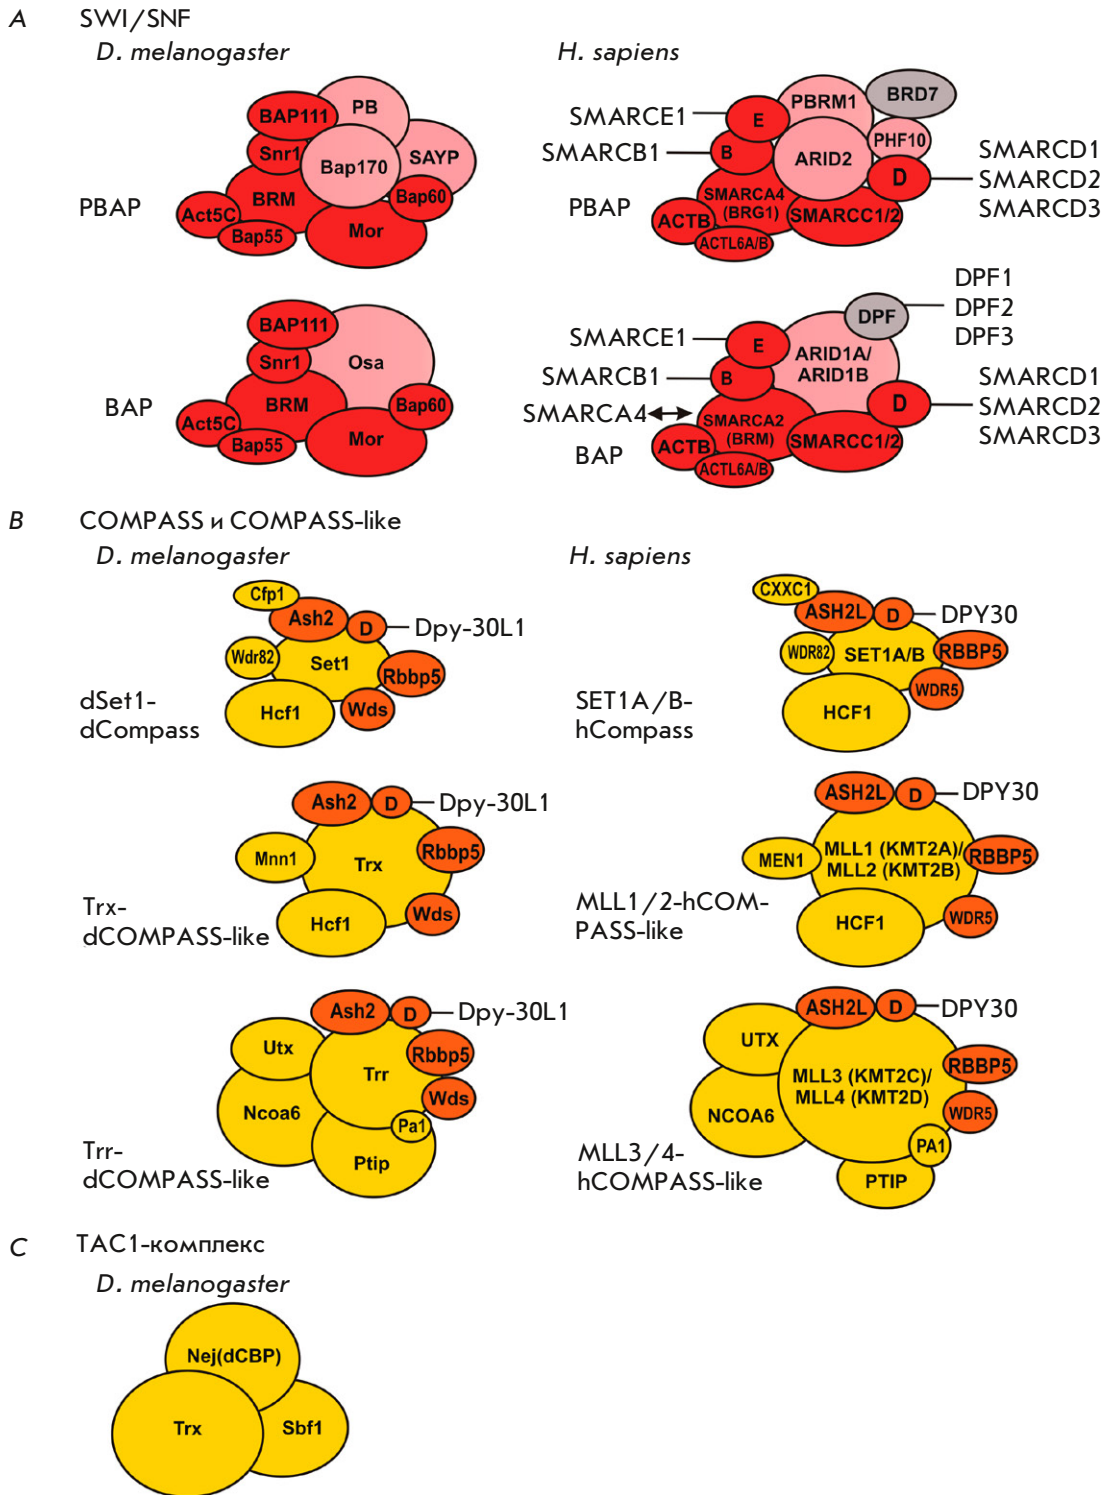 A SWI/SNF
D. melanogaster
H. sapiens
PBAP
BAP111
PB
Snr1
Bap170
SAYP
BRM
Bap60
Act5C
Bap55
Mor
SMARCE1
SMARCB1
PBAP
E
PBRM1
BRD7
B
ARID2
PHF10
D
SMARCA4
(BRG1)
SMARCC1/2
ACTB
ACTL6A/B
SMARCD1
SMARCD2
SMARCD3
BAP
BAP111
Snr1
Osa
BRM
Bap60
Act5C
Bap55
Mor
SMARCE1
SMARCB1
SMARCA4
BAP
E
B
ARID1A/
ARID1B
DPF
D
SMARCA2
(BRM)
SMARCC1/2
ACTB
ACTL6A/B
DPF1
DPF2
DPF3
SMARCD1
SMARCD2
SMARCD3
B COMPASS и COMPASS-like
D. melanogaster
H. sapiens
dSet1-
dCompass
Cfp1
Ash2
D
Dpy-30L1
Wdr82
Set1
Rbbp5
Hcf1
Wds
SET1A/B-
hCompass
CXXC1
ASH2L
D
DPY30
WDR82
SET1A/B
RBBP5
WDR5
HCF1
Trx-
dCOMPASS-like
Ash2
D
Dpy-30L1
Mnn1
Trx
Rbbp5
Hcf1
Wds
MLL1/2-hCOM-
PASS-like
ASH2L
D
DPY30
MEN1
MLL1 (KMT2A)/
MLL2 (KMT2B)
RBBP5
HCF1
WDR5
Trr-
dCOMPASS-like
Ash2
D
Dpy-30L1
Utx
Trr
Rbbp5
Ncoa6
Wds
Pa1
Ptip
MLL3/4-
hCOMPASS-like
ASH2L
D
DPY30
UTX
MLL3 (KMT2C)/
MLL4 (KMT2D)
RBBP5
NCOA6
WDR5
PA1
PTIP
C TAC1-комплекс
D. melanogaster
Nej(dCBP)
Trx
Sbf1